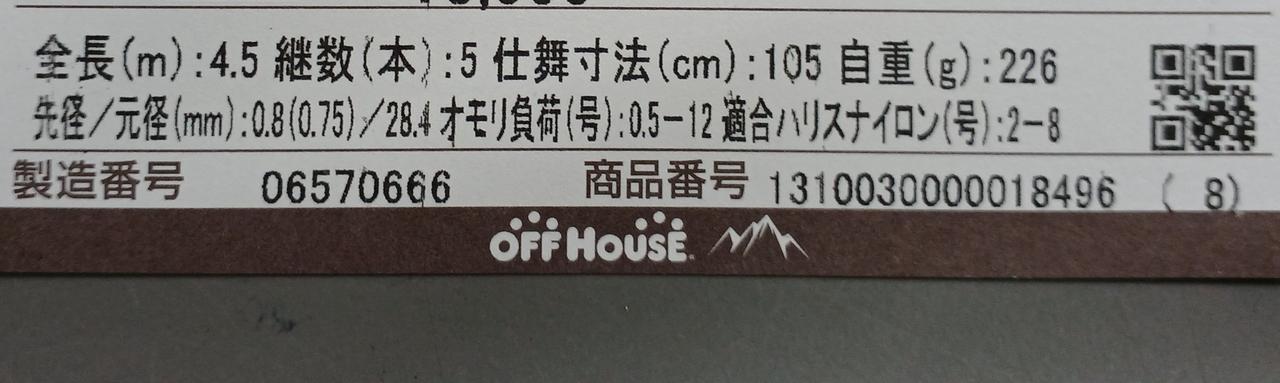 全長(m):4.5 継数(本):5 仕舞寸法(cm):105 自重(g):226
先径/元径(mm):0.8(0.75)/28.4 オモリ負荷(号):0.5-12 適合ハリスナイロン(号):2-8
製造番号 06570666 商品番号 1310030000018496 ( 8)
OFF HOUSE